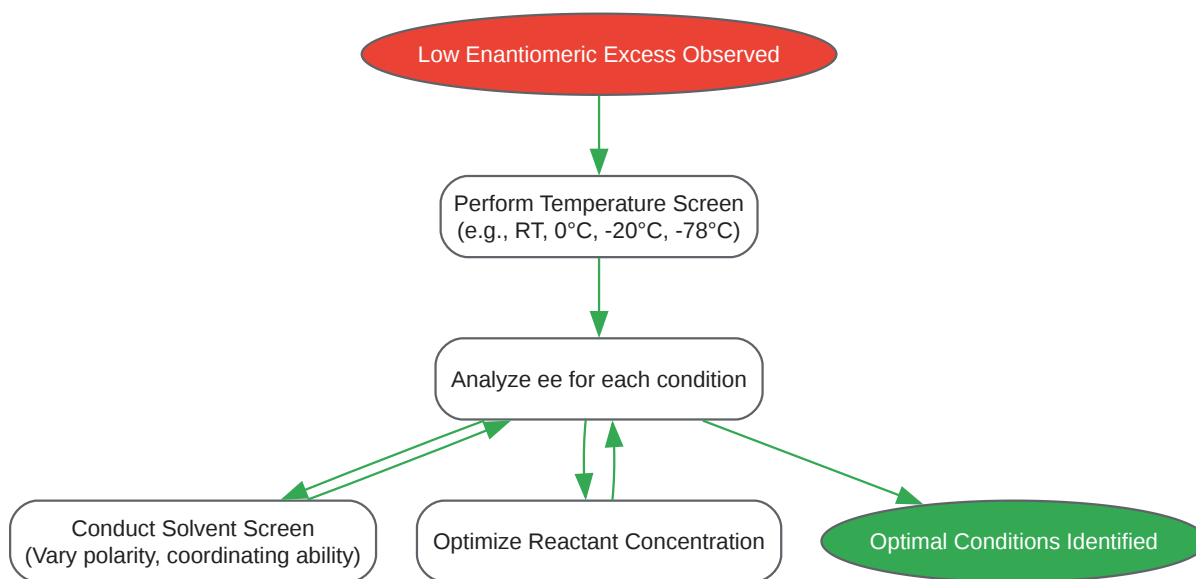 Low Enantiomeric Excess Observed
Perform Temperature Screen
(e.g., RT, 0°C, -20°C, -78°C)
Analyze ee for each condition
Conduct Solvent Screen
(Vary polarity, coordinating ability)
Optimize Reactant Concentration
Optimal Conditions Identified